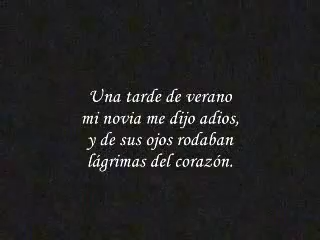 Una tarde de verano
mi novia me dijo adios,
y de sus ojos rodaban
lágrimas del corazón.